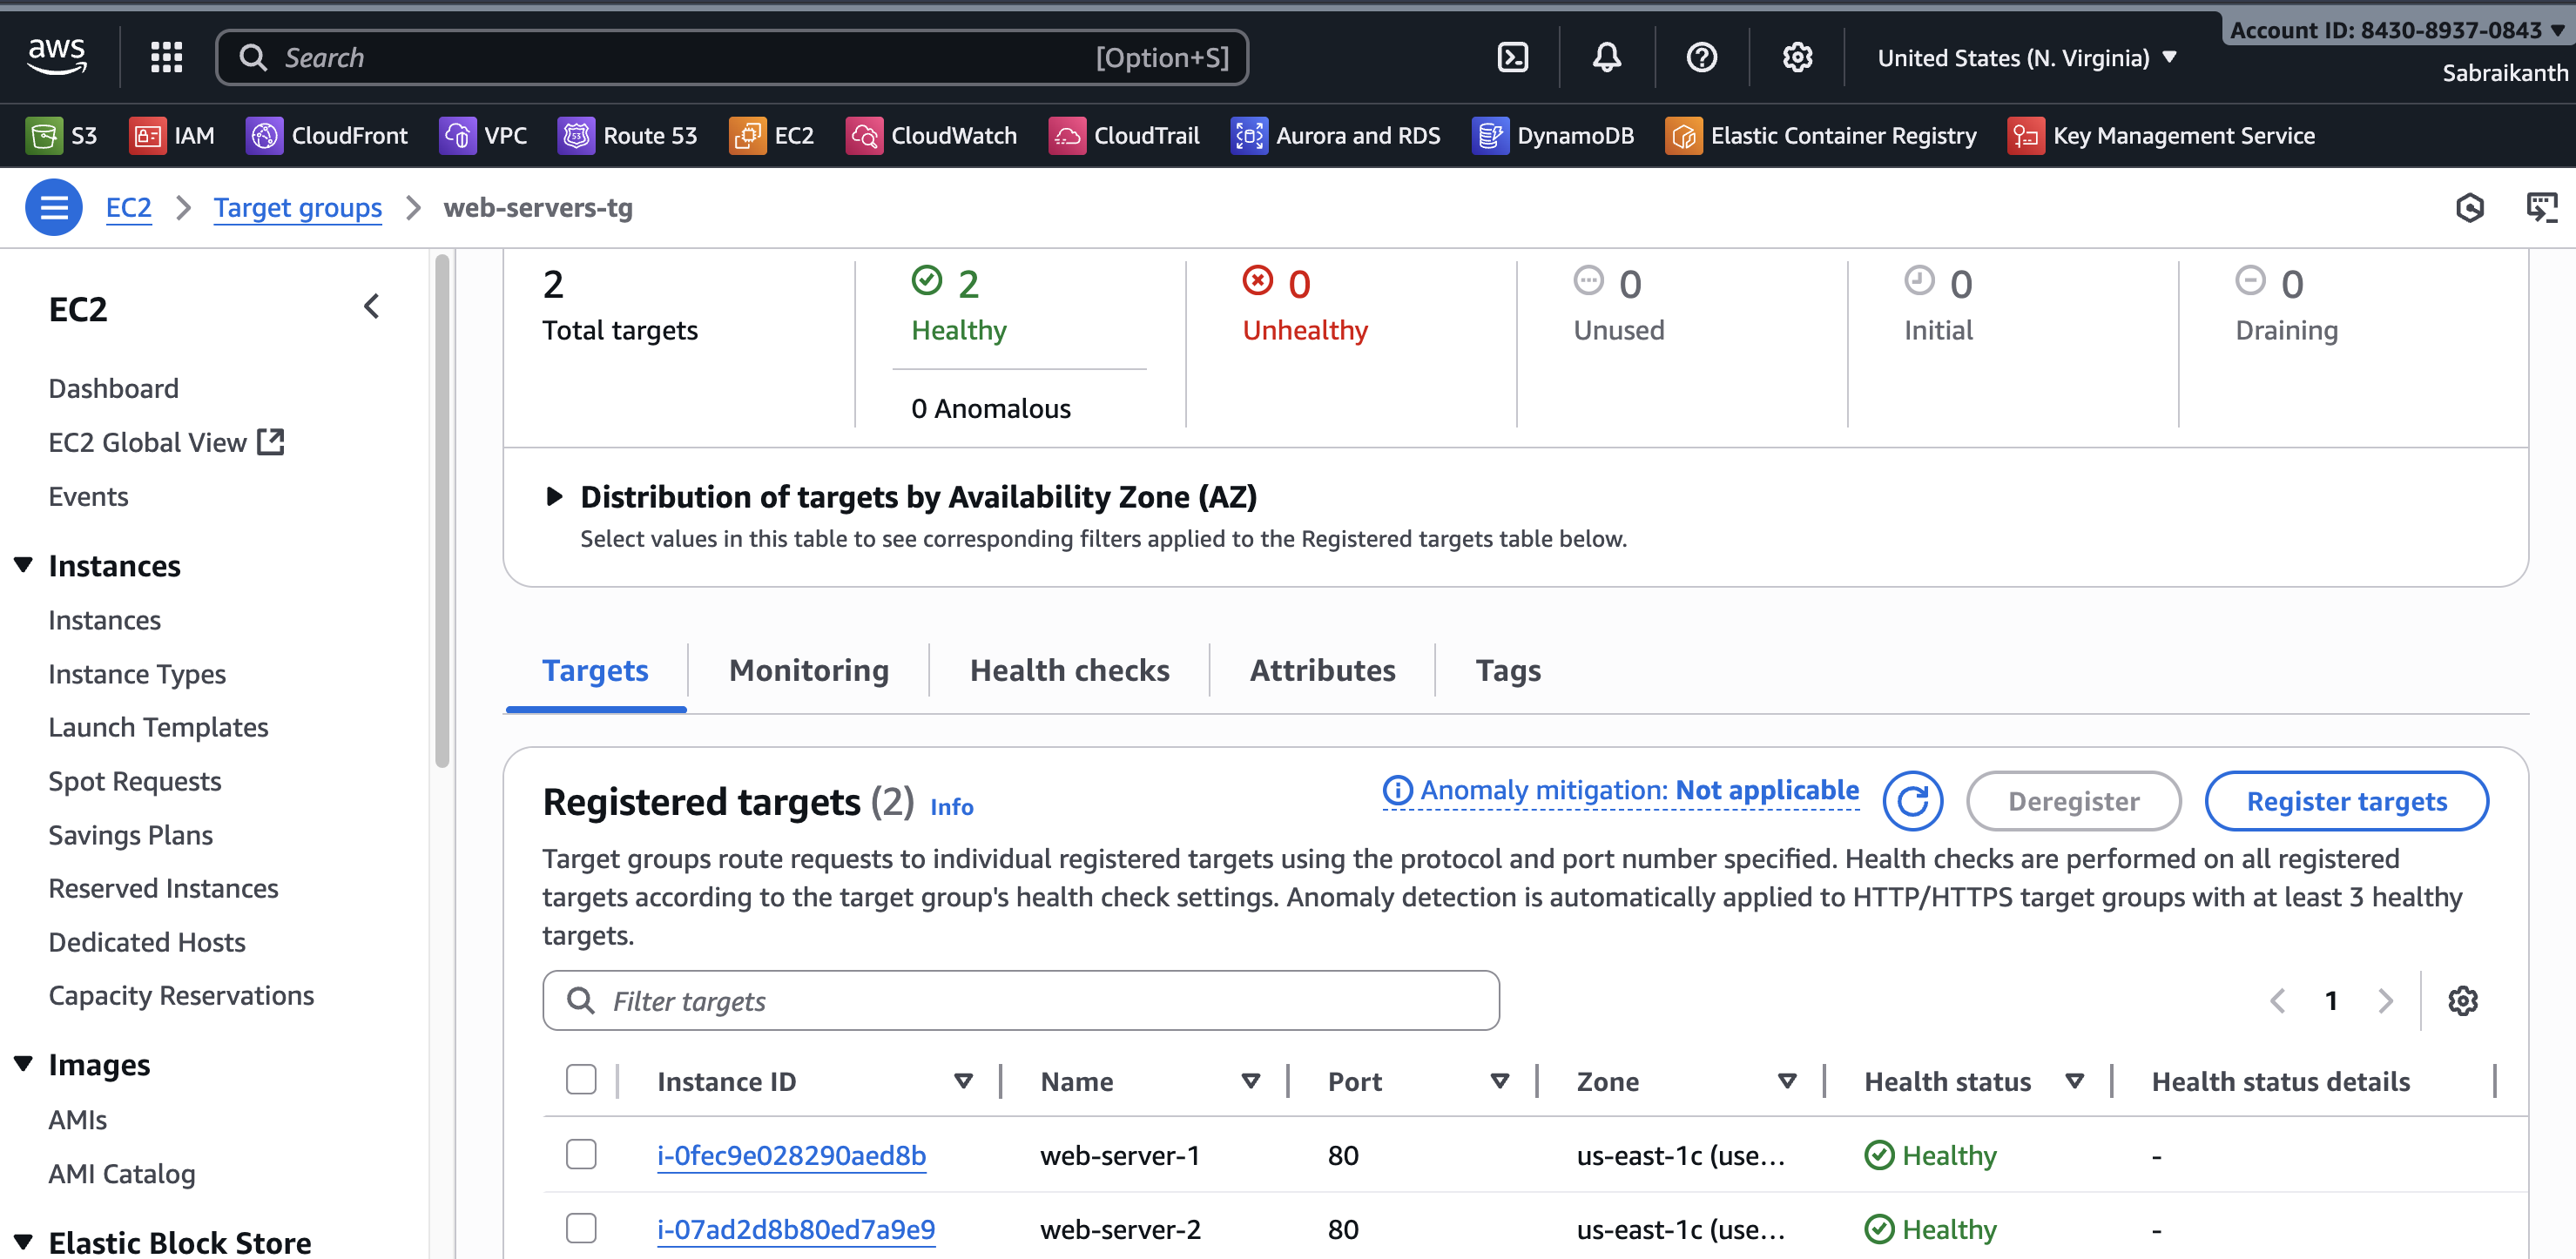 Account ID: 8430-8937-0843
aws
Search
[Option+S]
United States (N. Virginia)
Sabraikanth
S3
IAM
CloudFront
VPC
Route 53
EC2
CloudWatch
CloudTrail
Aurora and RDS
DynamoDB
Elastic Container Registry
Key Management Service
EC2
Target groups
web-servers-tg
EC2
Dashboard
EC2 Global View
Events
Instances
Instances
Instance Types
Launch Templates
Spot Requests
Savings Plans
Reserved Instances
Dedicated Hosts
Capacity Reservations
Images
AMIs
AMI Catalog
Elastic Block Store
2
Total targets
2
Healthy
0 Anomalous
0
Unhealthy
0
Unused
0
Initial
0
Draining
Distribution of targets by Availability Zone (AZ)
Select values in this table to see corresponding filters applied to the Registered targets table below.
Targets
Monitoring
Health checks
Attributes
Tags
Registered targets (2) Info
Anomaly mitigation: Not applicable
Deregister
Register targets
Target groups route requests to individual registered targets using the protocol and port number specified. Health checks are performed on all registered
targets according to the target group's health check settings. Anomaly detection is automatically applied to HTTP/HTTPS target groups with at least 3 healthy
targets.
Filter targets
1
Instance ID Name Port Zone Health status Health status details
i-0fec9e028290aed8b web-server-1 80 us-east-1c (use... Healthy -
i-07ad2d8b80ed7a9e9 web-server-2 80 us-east-1c (use... Healthy -